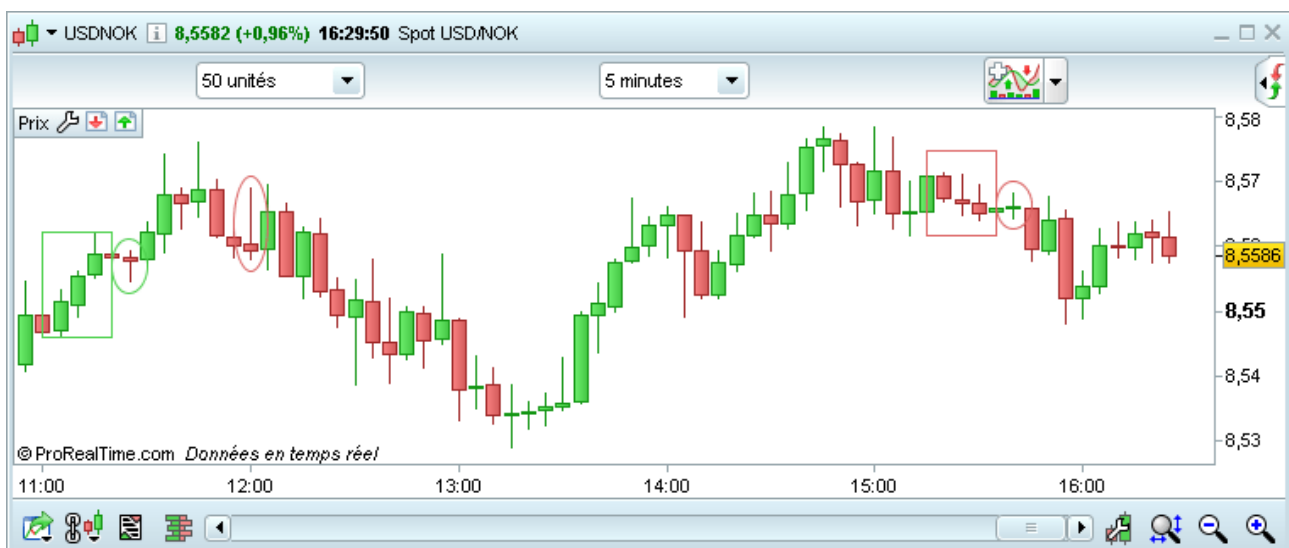 USDNOK 8,5582 (+0,96%) 16:29:50 Spot USD/NOK
50 unités 5 minutes
Prix
8,58
8,57
8,5586
8,55
8,54
8,53
© ProRealTime.com Données en temps réel
11:00 12:00 13:00 14:00 15:00 16:00